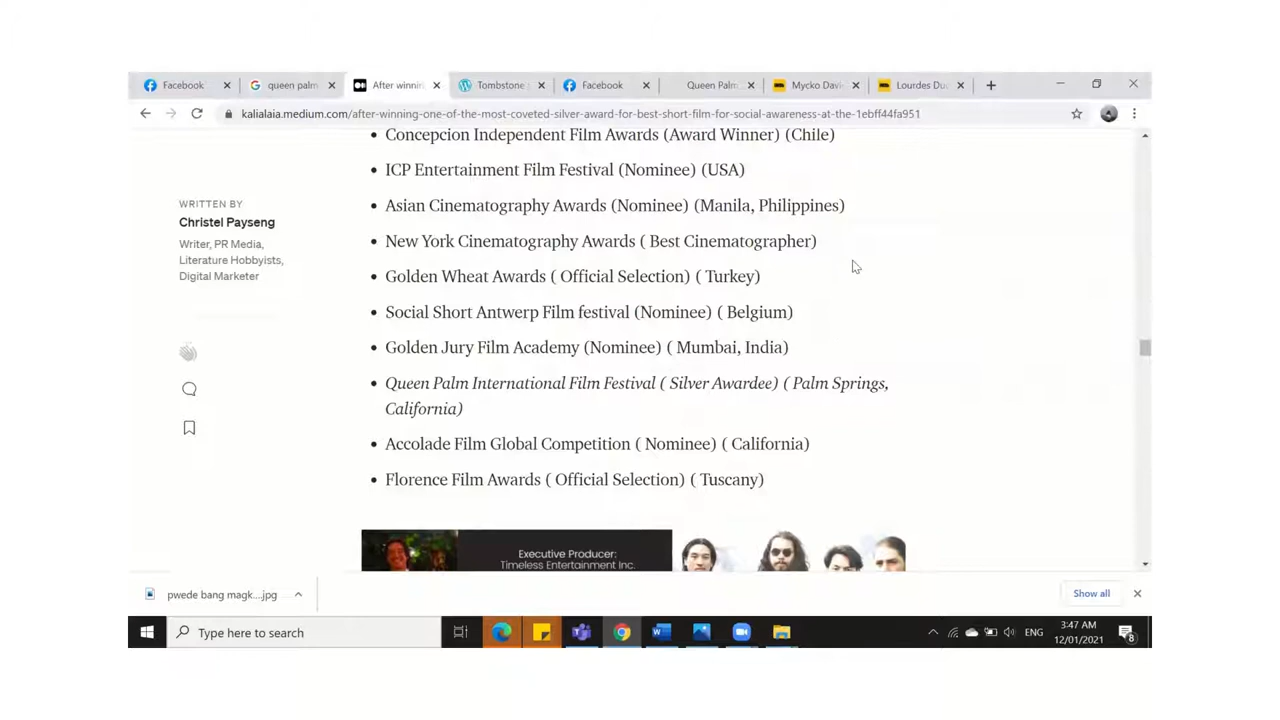 Facebook
queen palm
After winnin
Tombstone
Facebook
Queen Palm
Mycko Davi
Lourdes Du
kalialaia.medium.com/after-winning-one-of-the-most-coveted-silver-award-for-best-short-film-for-social-awareness-at-the-1ebff44fa951
• Concepcion Independent Film Awards (Award Winner) (Chile)
• ICP Entertainment Film Festival (Nominee) (USA)
• Asian Cinematography Awards (Nominee) (Manila, Philippines)
• New York Cinematography Awards ( Best Cinematographer)
• Golden Wheat Awards ( Official Selection) ( Turkey)
• Social Short Antwerp Film festival (Nominee) ( Belgium)
• Golden Jury Film Academy (Nominee) ( Mumbai, India)
• Queen Palm International Film Festival ( Silver Awardee) ( Palm Springs,
California)
• Accolade Film Global Competition ( Nominee) ( California)
• Florence Film Awards ( Official Selection) ( Tuscany)
WRITTEN BY
Christel Payseng
Writer, PR Media,
Literature Hobbyists,
Digital Marketer
Executive Producer:
Timeless Entertainment Inc.
pwede bang magk....jpg
Show all
Type here to search
ENG
3:47 AM
12/01/2021
8